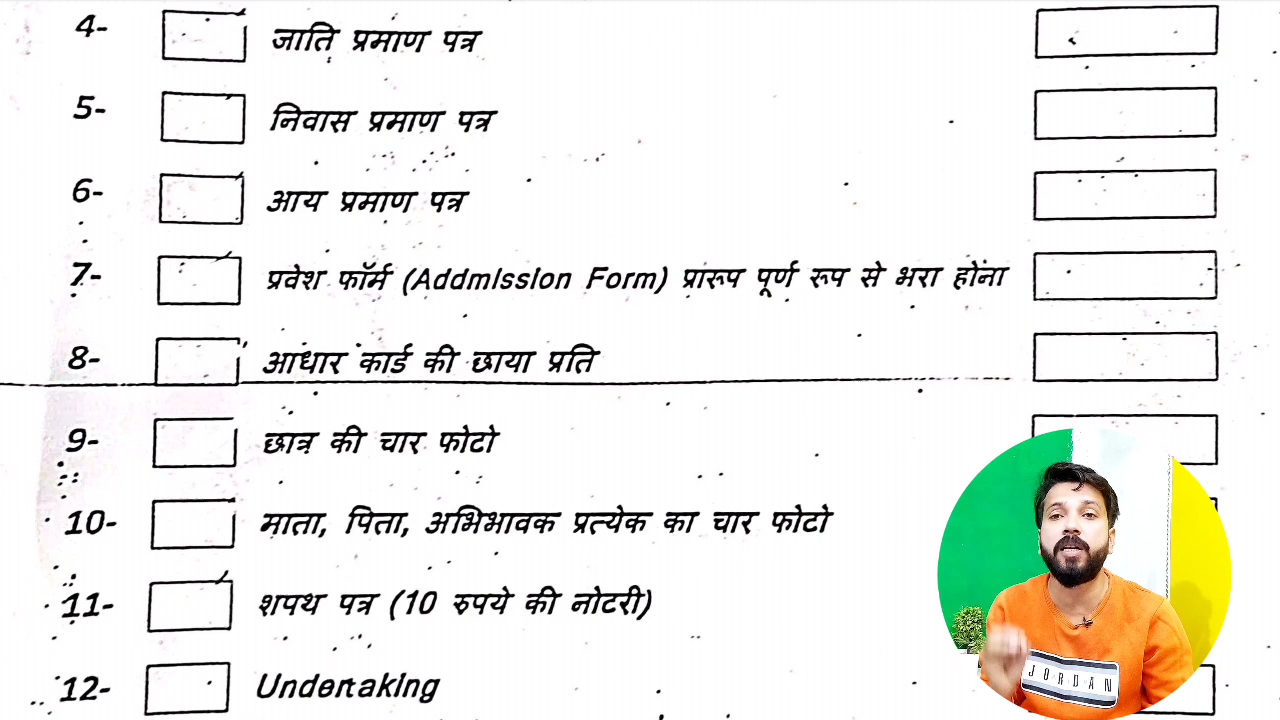 4- जाति प्रमाण पत्र
5- निवास प्रमाण पत्र
6- आय प्रमाण पत्र
7- प्रवेश फॉर्म (Addmission Form) प्रारूप पूर्ण रूप से भरा होंना
8- आधार कार्ड की छाया प्रति
9- छात्र की चार फोटो
10- माता, पिता, अभिभावक प्रत्येक का चार फोटो
11- शपथ पत्र (10 रुपये की नोटरी)
12- Undertaking
JORDAN